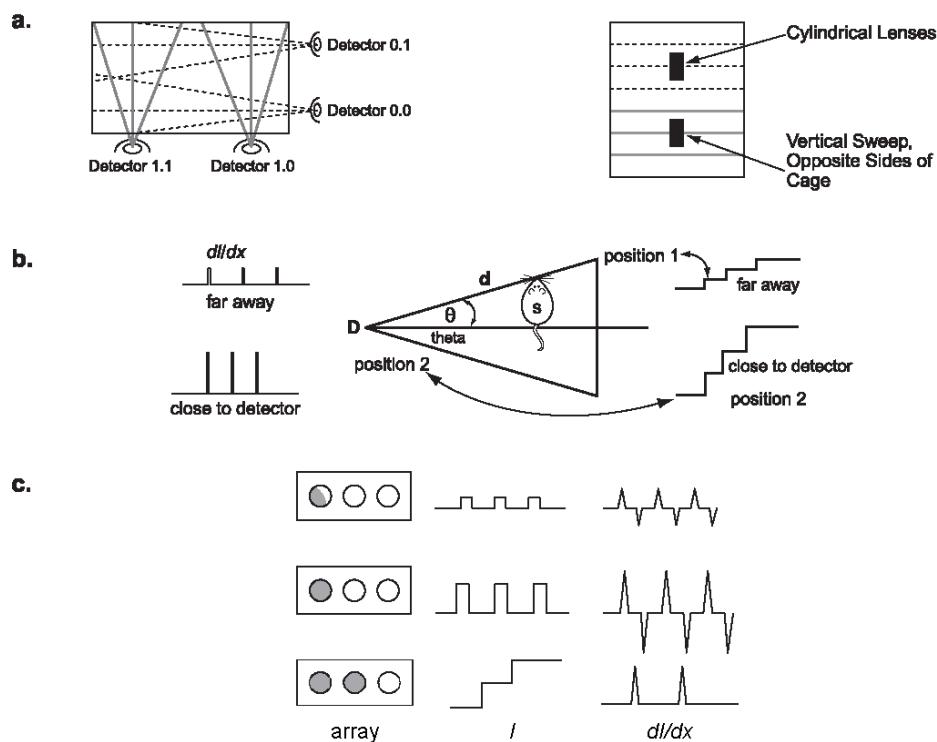 a.
Detector 0.1
Detector 0.0
Detector 1.1
Detector 1.0
Cylindrical Lenses
Vertical Sweep,
Opposite Sides of
Cage
b.
dI/dx
far away
close to detector
D
d
θ
theta
s
position 2
position 1
far away
close to detector
position 2
c.
array
I
dI/dx